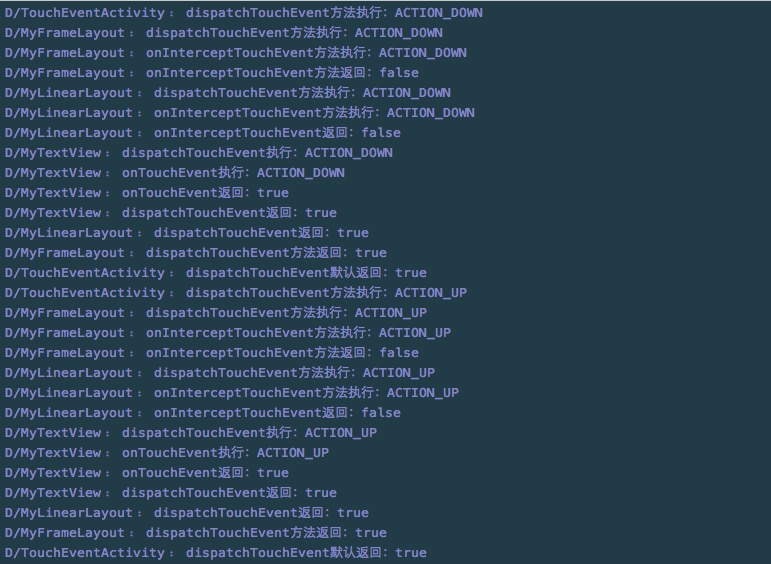 D/TouchEventActivity: dispatchTouchEvent方法执行: ACTION_DOWN
D/MyFrameLayout: dispatchTouchEvent方法执行: ACTION_DOWN
D/MyFrameLayout: onInterceptTouchEvent方法执行: ACTION_DOWN
D/MyFrameLayout: onInterceptTouchEvent方法返回: false
D/MyLinearLayout: dispatchTouchEvent方法执行: ACTION_DOWN
D/MyLinearLayout: onInterceptTouchEvent方法执行: ACTION_DOWN
D/MyLinearLayout: onInterceptTouchEvent返回: false
D/MyTextView: dispatchTouchEvent执行: ACTION_DOWN
D/MyTextView: onTouchEvent执行: ACTION_DOWN
D/MyTextView: onTouchEvent返回: true
D/MyTextView: dispatchTouchEvent返回: true
D/MyLinearLayout: dispatchTouchEvent返回: true
D/MyFrameLayout: dispatchTouchEvent方法返回: true
D/TouchEventActivity: dispatchTouchEvent默认返回: true
D/TouchEventActivity: dispatchTouchEvent方法执行: ACTION_UP
D/MyFrameLayout: dispatchTouchEvent方法执行: ACTION_UP
D/MyFrameLayout: onInterceptTouchEvent方法执行: ACTION_UP
D/MyFrameLayout: onInterceptTouchEvent方法返回: false
D/MyLinearLayout: dispatchTouchEvent方法执行: ACTION_UP
D/MyLinearLayout: onInterceptTouchEvent方法执行: ACTION_UP
D/MyLinearLayout: onInterceptTouchEvent返回: false
D/MyTextView: dispatchTouchEvent执行: ACTION_UP
D/MyTextView: onTouchEvent执行: ACTION_UP
D/MyTextView: onTouchEvent返回: true
D/MyTextView: dispatchTouchEvent返回: true
D/MyLinearLayout: dispatchTouchEvent返回: true
D/MyFrameLayout: dispatchTouchEvent方法返回: true
D/TouchEventActivity: dispatchTouchEvent默认返回: true